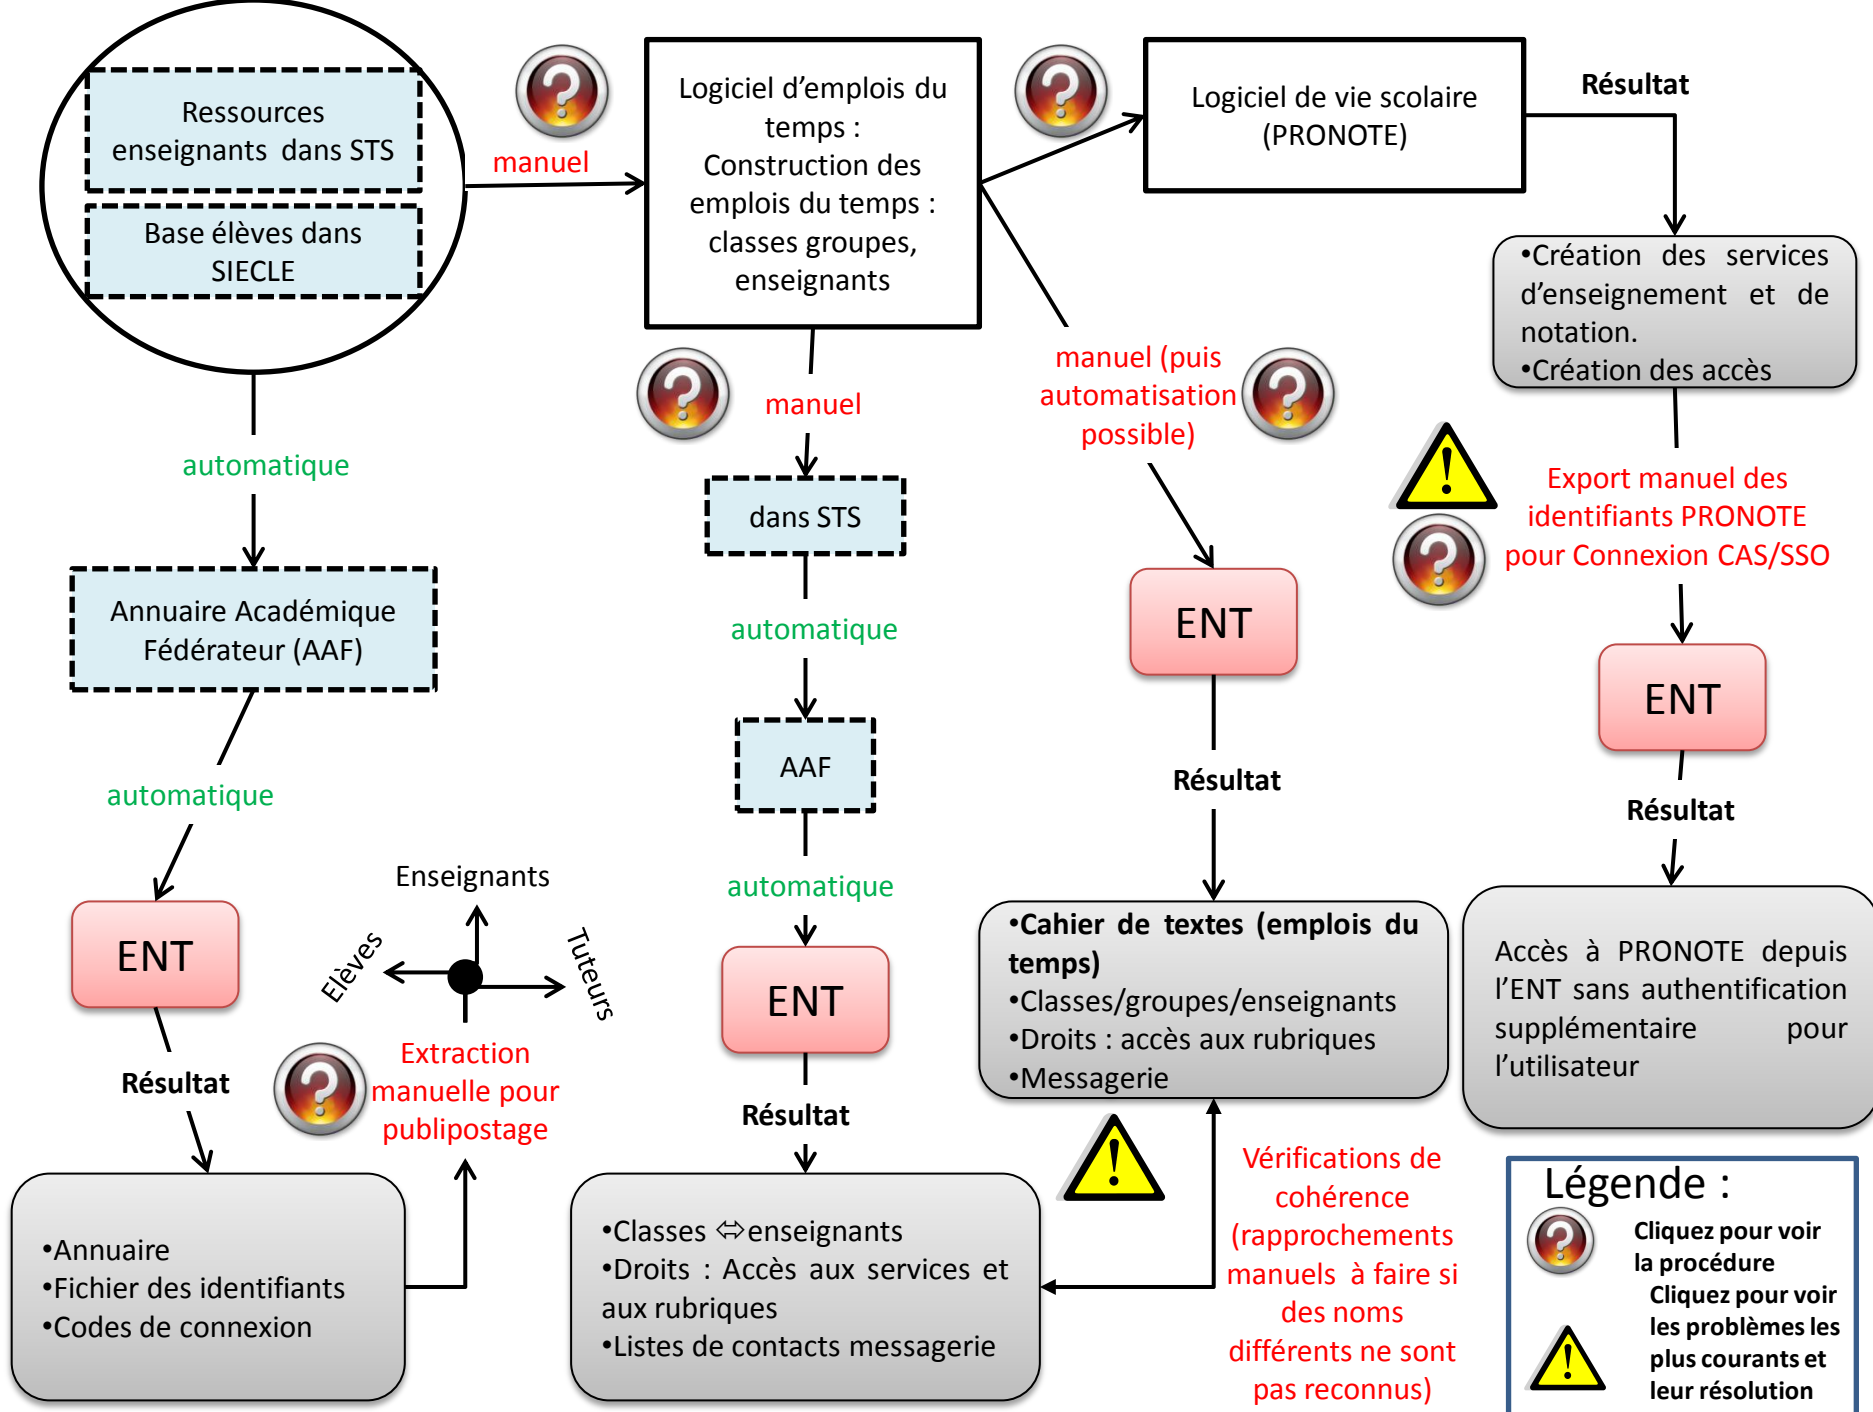 Ressources
enseignants dans STS
Base élèves dans
SIECLE
manuel
Logiciel d'emplois du
temps :
Construction des
emplois du temps :
classes groupes,
enseignants
Logiciel de vie scolaire
(PRONOTE)
Résultat
•Création des services
d'enseignement et de
notation.
•Création des accès
automatique
manuel
manuel (puis
automatisation
possible)
Export manuel des
identifiants PRONOTE
pour Connexion CAS/SSO
dans STS
Annuaire Académique
Fédérateur (AAF)
automatique
ENT
ENT
automatique
AAF
Résultat
Résultat
automatique
Enseignants
Elèves
Tuteurs
ENT
ENT
•Cahier de textes (emplois du
temps)
•Classes/groupes/enseignants
•Droits : accès aux rubriques
•Messagerie
Accès à PRONOTE depuis
l'ENT sans authentification
supplémentaire pour
l'utilisateur
Résultat
Extraction
manuelle pour
publipostage
Résultat
•Annuaire
•Fichier des identifiants
•Codes de connexion
•Classes ⬄enseignants
•Droits : Accès aux services et
aux rubriques
•Listes de contacts messagerie
Vérifications de
cohérence
(rapprochements
manuels à faire si
des noms
différents ne sont
pas reconnus)
Légende :
Cliquez pour voir
la procédure
Cliquez pour voir
les problèmes les
plus courants et
leur résolution